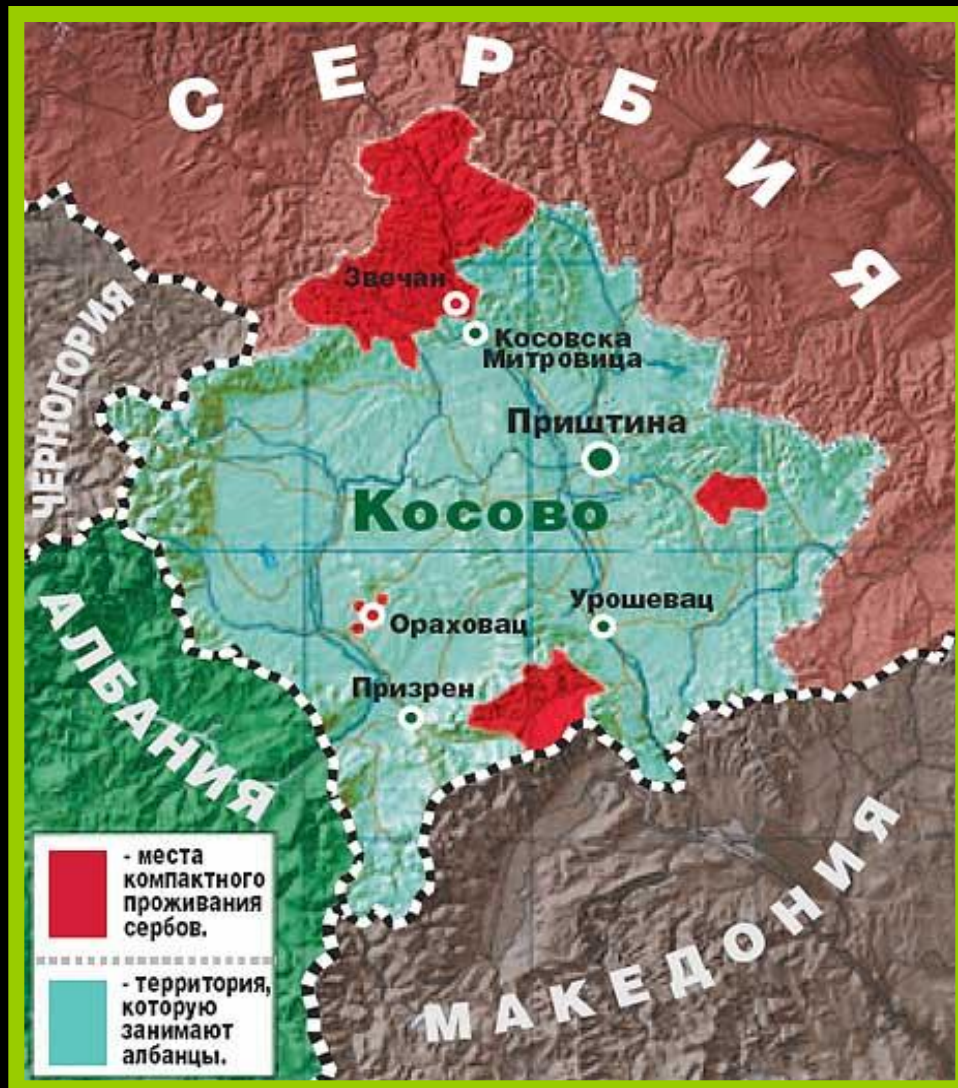 СЕРБИЯ
Звечан
Косовска
Митровица
ЧЕРНОГОРИЯ
Приштина
Косово
АЛБАНИЯ
Ораховац
Урошевац
Призрен
МАКЕДОНИЯ
- места
компактного
проживания
сербов.
- территория,
которую
занимают
албанцы.